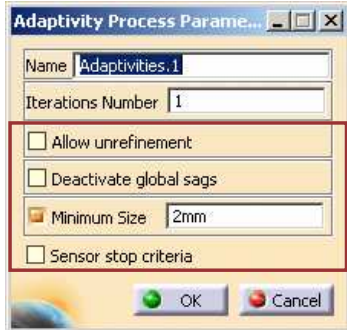 Adaptivity Process Parame...
Name Adaptivities.1
Iterations Number 1
Allow unrefinement
Deactivate global sags
Minimum Size 2mm
Sensor stop criteria
OK Cancel